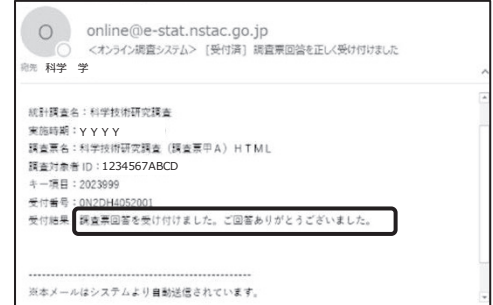 O
online@e-stat.nstac.go.jp
＜オンライン調査システム＞［受付済］調査票回答を正しく受け付けました
宛先 科学 学
統計調査名：科学技術研究調査
実施時期：ＹＹＹＹ
調査票名：科学技術研究調査（調査票甲Ａ）ＨＴＭＬ
調査対象者ID：1234567ABCD
キー項目：2023999
受付番号：0N2DH4052001
受付結果：調査票回答を受け付けました。ご回答ありがとうございました。
--------------------------------------------------
※本メールはシステムより自動送信されています。